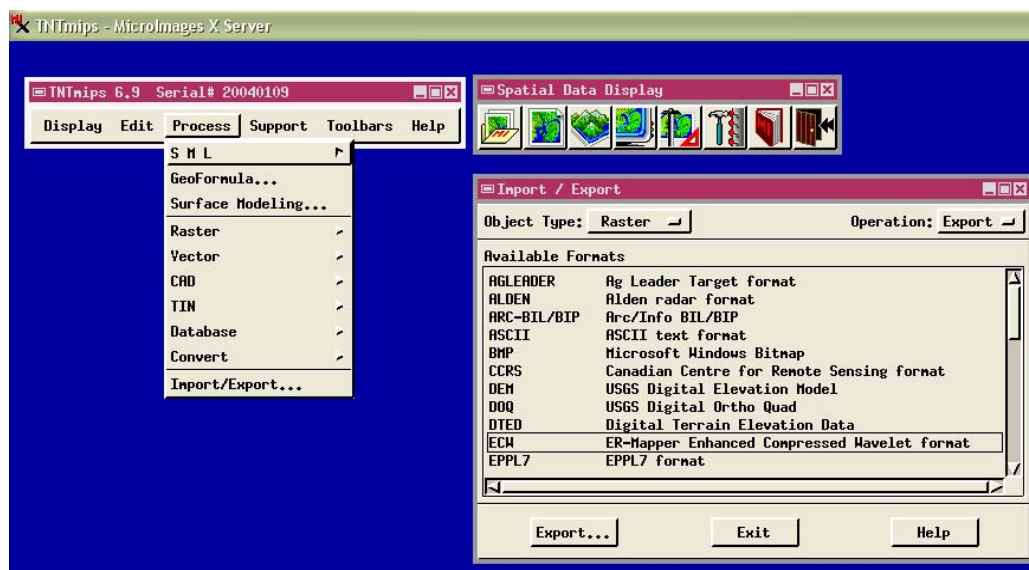 TNTmips - MicroImages X Server
TNTmips 6.9 Serial# 20040109
Display Edit Process Support Toolbars Help
S M L
GeoFormula...
Surface Modeling...
Raster
Vector
CAD
TIN
Database
Convert
Import/Export...
Spatial Data Display
Import / Export
Object Type: Raster Operation: Export
Available Formats
AGLEADER Ag Leader Target format
ALDEN Alden radar format
ARC-BIL/BIP Arc/Info BIL/BIP
ASCII ASCII text format
BMP Microsoft Windows Bitmap
CCRS Canadian Centre for Remote Sensing format
DEM USGS Digital Elevation Model
DOQ USGS Digital Ortho Quad
DTED Digital Terrain Elevation Data
ECW ER-Mapper Enhanced Compressed Wavelet format
EPPL7 EPPL7 format
Export... Exit Help